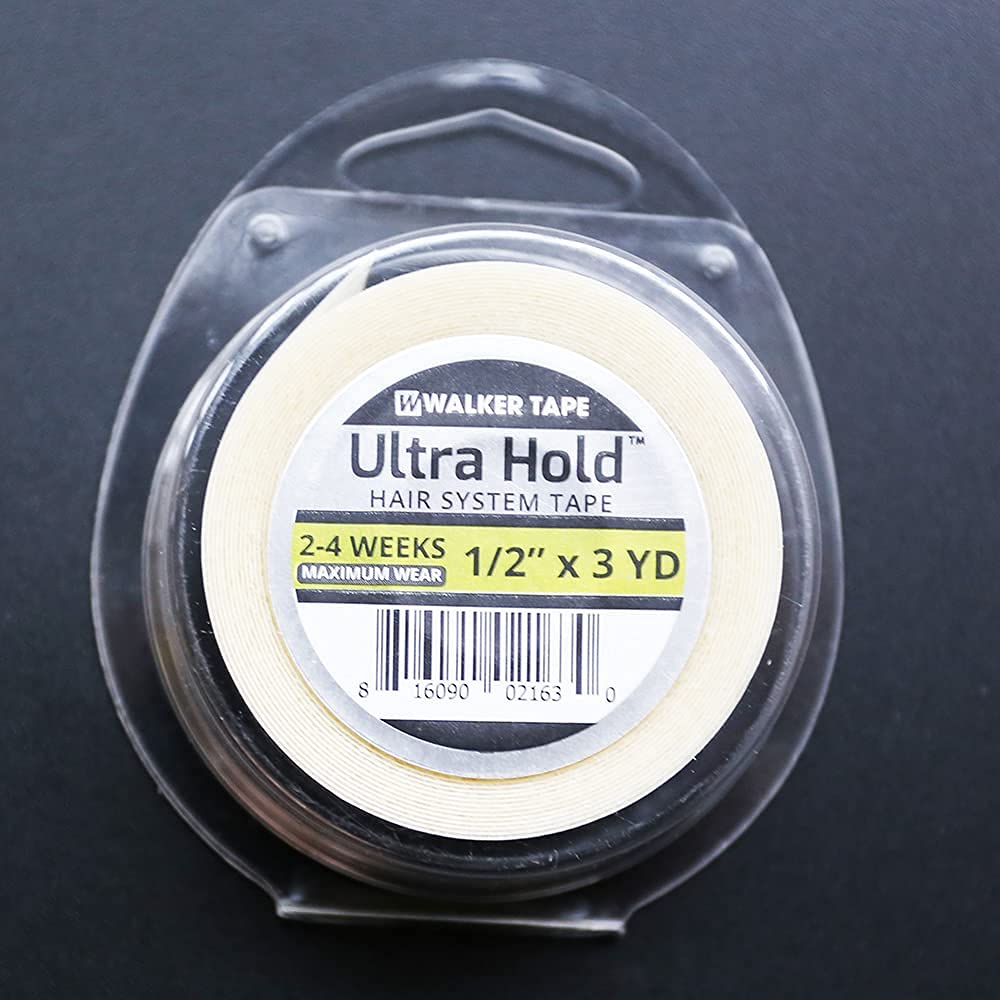 WALKER TAPE
Ultra Hold™
HAIR SYSTEM TAPE
2-4 WEEKS
MAXIMUM WEAR
1/2” x 3 YD
8 16090 02163 0